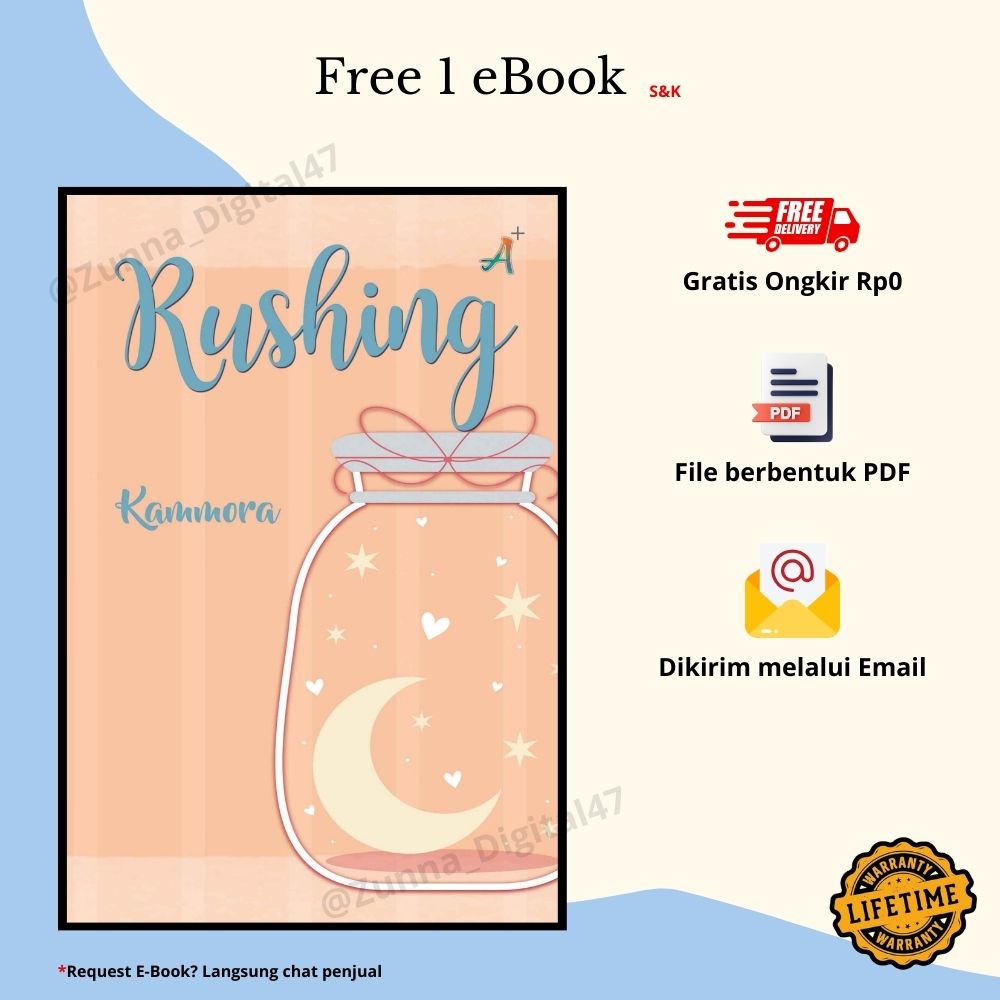 Free 1 eBook S&K
@Zunna_Digital47
Rushing
A+
Kammora
@Zunna_Digital47
FREE
DELIVERY
Gratis Ongkir Rp0
PDF
File berbentuk PDF
@
Dikirim melalui Email
WARRANTY
LIFETIME
WARRANTY
*Request E-Book? Langsung chat penjual